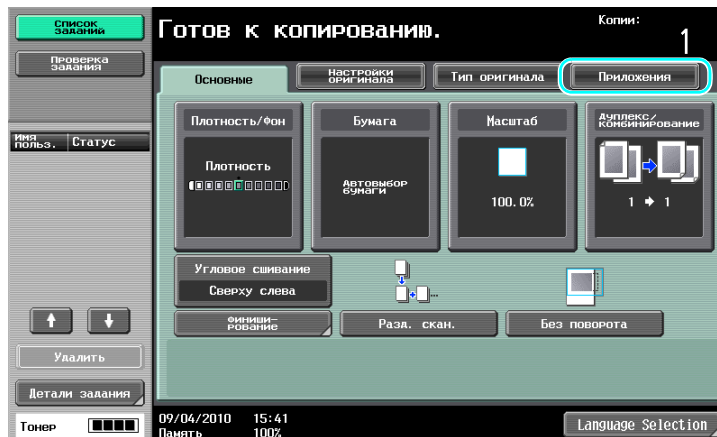 Список
заданий
Готов к копированию.
Копии:
1
Проверка
задания
Основные
Настройки
оригинала
Тип оригинала
Приложения
Имя
польз.
Статус
Плотность/Фон
Плотность
Бумага
Автовыбор
бумаги
Масштаб
100.0%
Дуплекс/
комбинирование
1 → 1
Угловое сшивание
Сверху слева
Финиши-
рование
Разд. скан.
Без поворота
Удалить
Детали задания
Тонер
09/04/2010 15:41
Память 100%
Language Selection